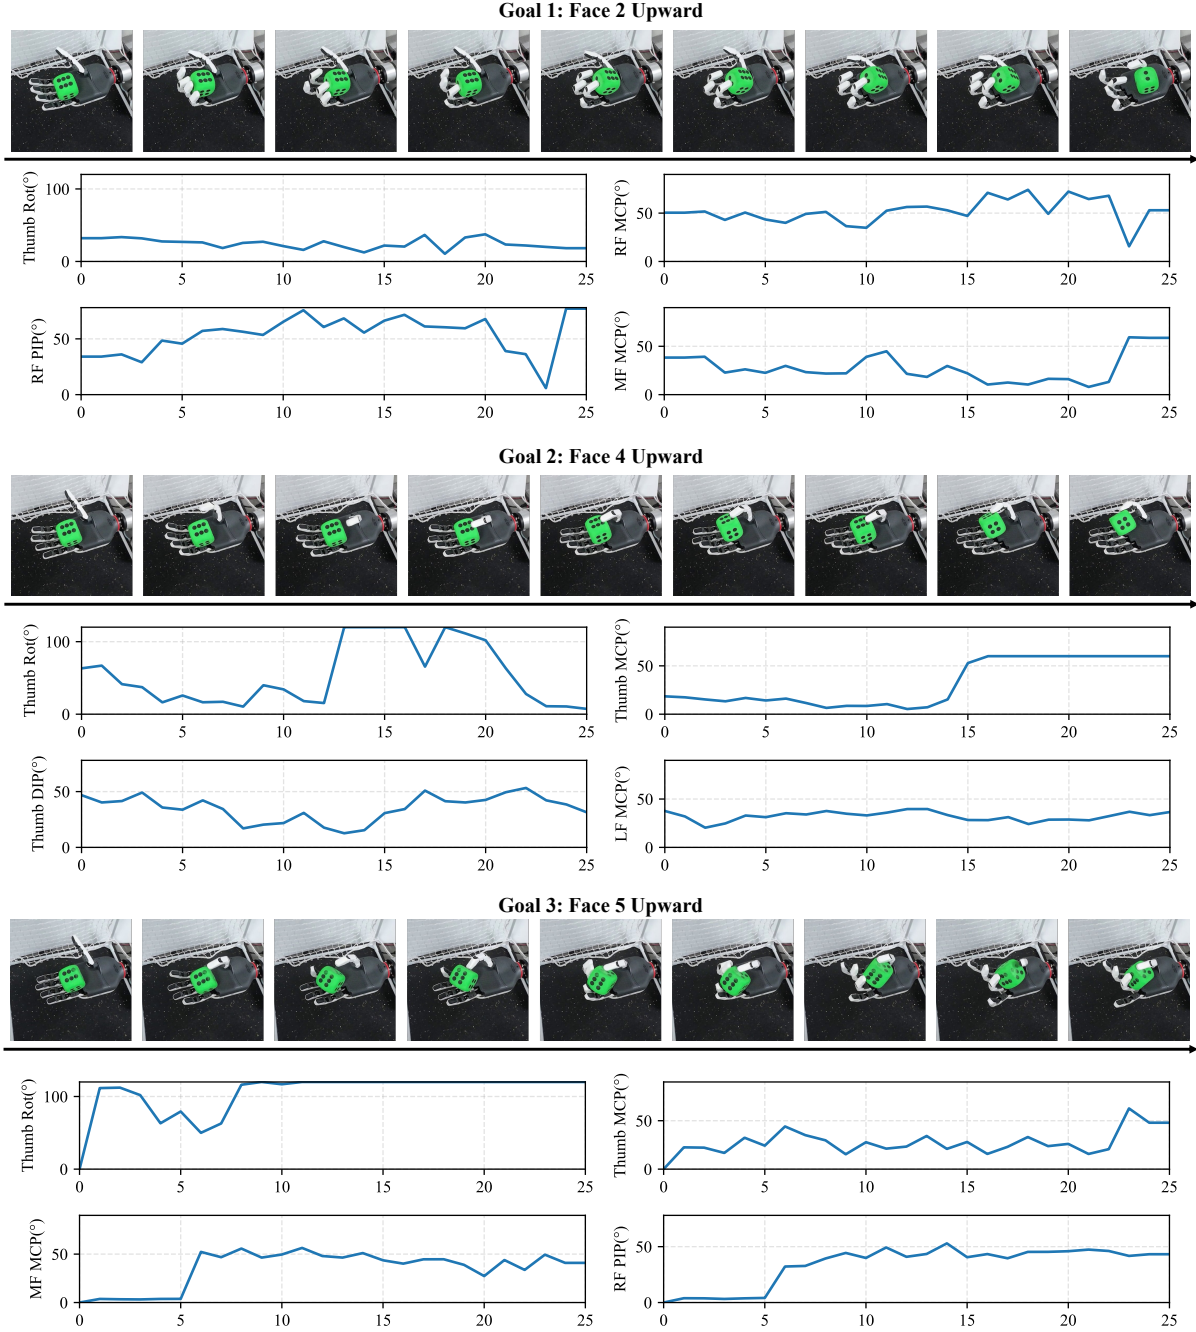 Goal 1: Face 2 Upward
Thumb Rot(°)
100
0
0 5 10 15 20 25
RF MCP(°)
50
0
0 5 10 15 20 25
RF PIP(°)
50
0
0 5 10 15 20 25
MF MCP(°)
50
0
0 5 10 15 20 25
Goal 2: Face 4 Upward
Thumb Rot(°)
100
0
0 5 10 15 20 25
Thumb MCP(°)
50
0
0 5 10 15 20 25
Thumb DIP(°)
50
0
0 5 10 15 20 25
LF MCP(°)
50
0
0 5 10 15 20 25
Goal 3: Face 5 Upward
Thumb Rot(°)
100
0
0 5 10 15 20 25
Thumb MCP(°)
50
0
0 5 10 15 20 25
MF MCP(°)
50
0
0 5 10 15 20 25
RF PIP(°)
50
0
0 5 10 15 20 25